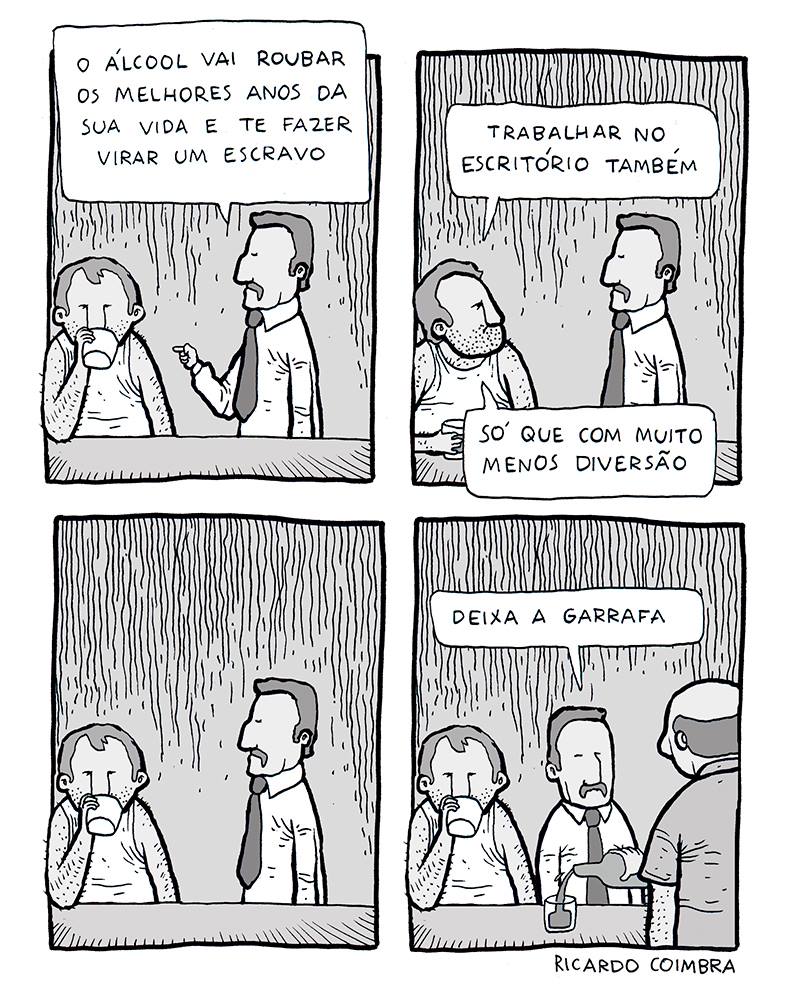 O ÁLCOOL VAI ROUBAR
OS MELHORES ANOS DA
SUA VIDA E TE FAZER
VIRAR UM ESCRAVO
TRABALHAR NO
ESCRITÓRIO TAMBÉM
SÓ QUE COM MUITO
MENOS DIVERSÃO
DEIXA A GARRAFA
RICARDO COIMBRA